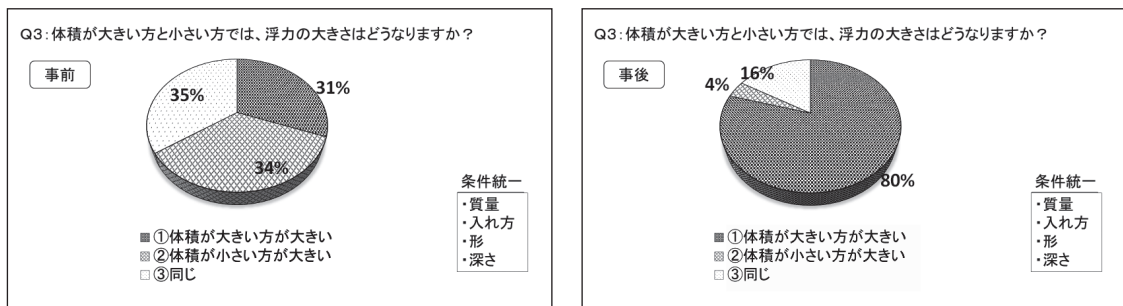 Q3:体積が大きい方と小さい方では、浮力の大きさはどうなりますか？
事前
35%
31%
34%
条件統一
・質量
・入れ方
・形
・深さ
①体積が大きい方が大きい
②体積が小さい方が大きい
③同じ
Q3:体積が大きい方と小さい方では、浮力の大きさはどうなりますか？
事後
16%
4%
80%
条件統一
・質量
・入れ方
・形
・深さ
①体積が大きい方が大きい
②体積が小さい方が大きい
③同じ